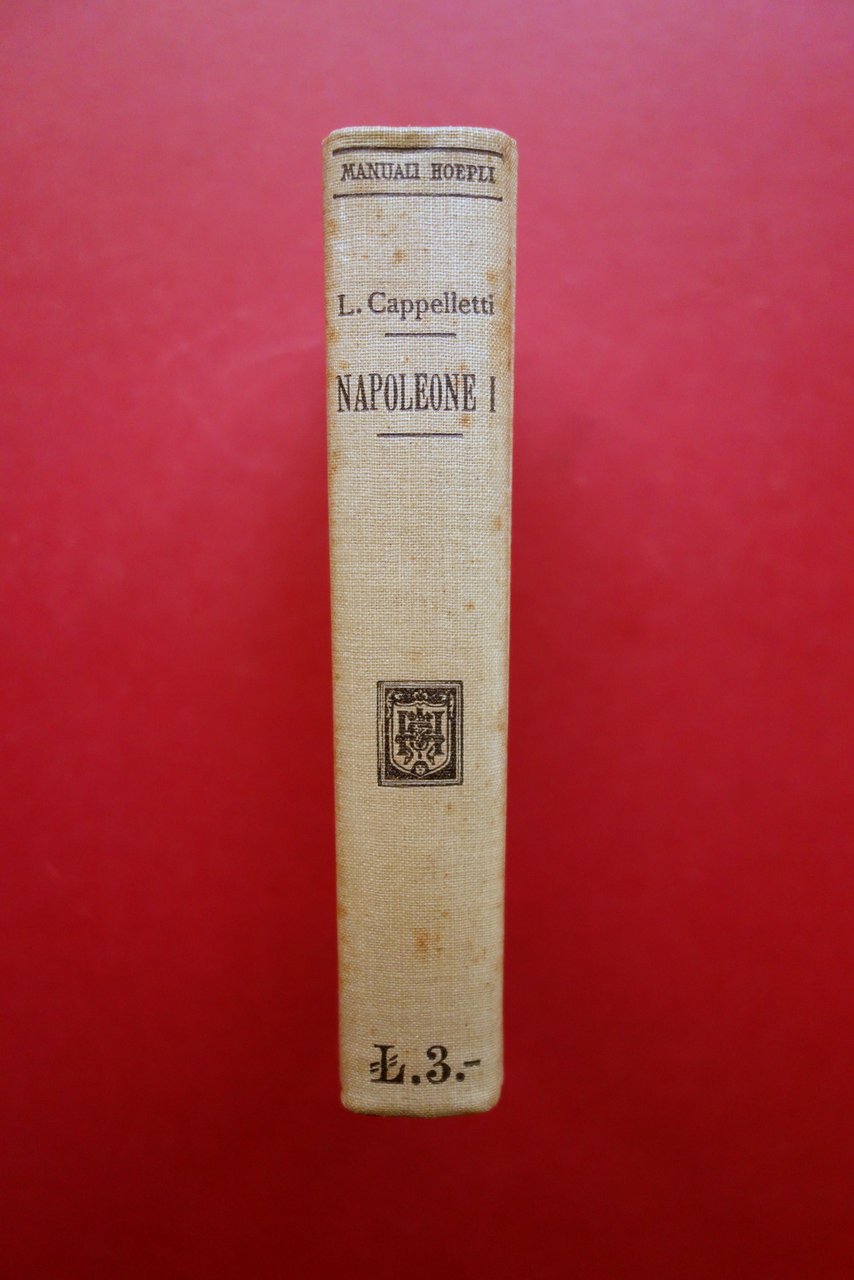 MANUALI HOEPLI
L. Cappelletti
NAPOLEONE I
L.3.-